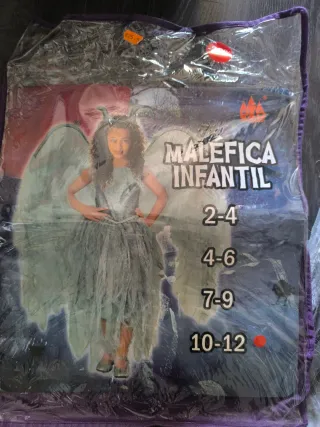 MALEFICA
INFANTIL
2-4
4-6
7-9
10-12